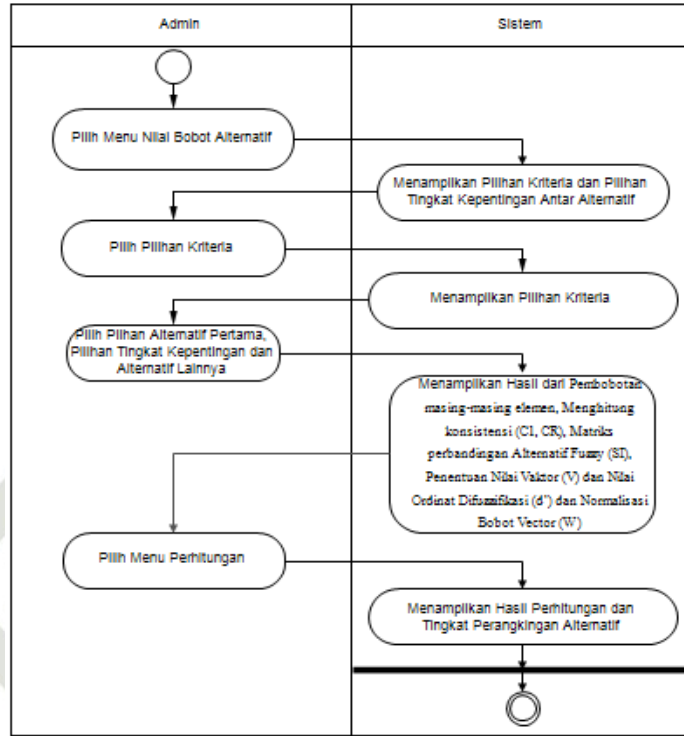 Admin
Sistem
Pilih Menu Nilai Bobot Alternatif
Menampilkan Pilihan Kriteria dan Pilihan
Tingkat Kepentingan Antar Alternatif
Pilih Pilihan Kriteria
Menampilkan Pilihan Kriteria
Pilih Pilihan Alternatif Pertama,
Pilihan Tingkat Kepentingan dan
Alternatif Lainnya
Menampilkan Hasil dari Pembobotan
masing-masing elemen, Menghitung
konsistensi (CI, CR), Matriks
perbandingan Alternatif Fuzzy (SI),
Penentuan Nilai Vaktor (V) dan Nilai
Ordinat Difuzzifikasi (d') dan Normalisasi
Bobot Vector (W)
Pilih Menu Perhitungan
Menampilkan Hasil Perhitungan dan
Tingkat Perangkingan Alternatif